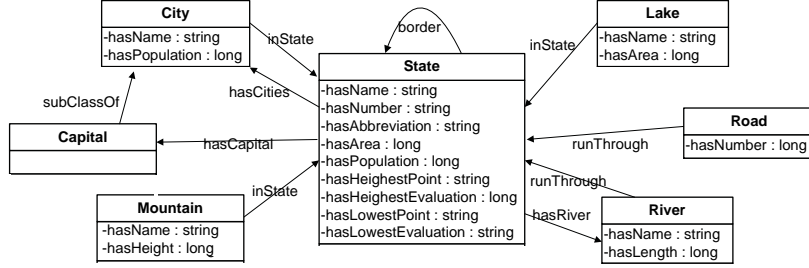 City
-hasName : string
-hasPopulation : long
inState
border
Lake
-hasName : string
-hasArea : long
inState
State
-hasName : string
-hasNumber : string
-hasAbbreviation : string
-hasArea : long
-hasPopulation : long
-hasHeighestPoint : string
-hasHeighestEvaluation : long
-hasLowestPoint : string
-hasLowestEvaluation : string
hasCities
subClassOf
Capital
hasCapital
Road
-hasNumber : long
runThrough
runThrough
inState
Mountain
-hasName : string
-hasHeight : long
hasRiver
River
-hasName : string
-hasLength : long